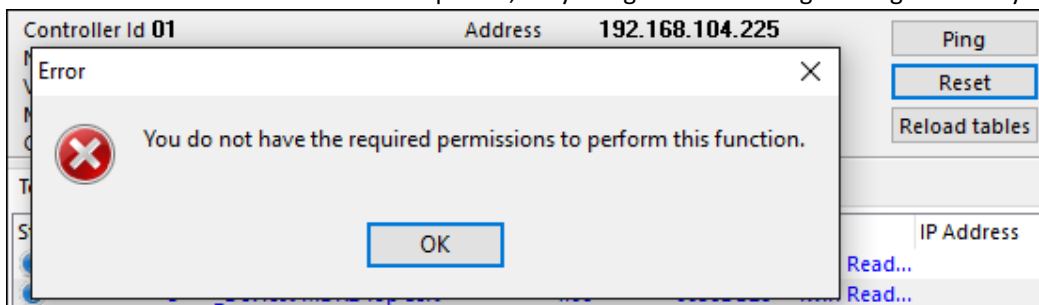 Controller Id 01 Address 192.168.104.225 Ping
Error
Reset
You do not have the required permissions to perform this function.
Reload tables
OK
IP Address
Read...
Read...